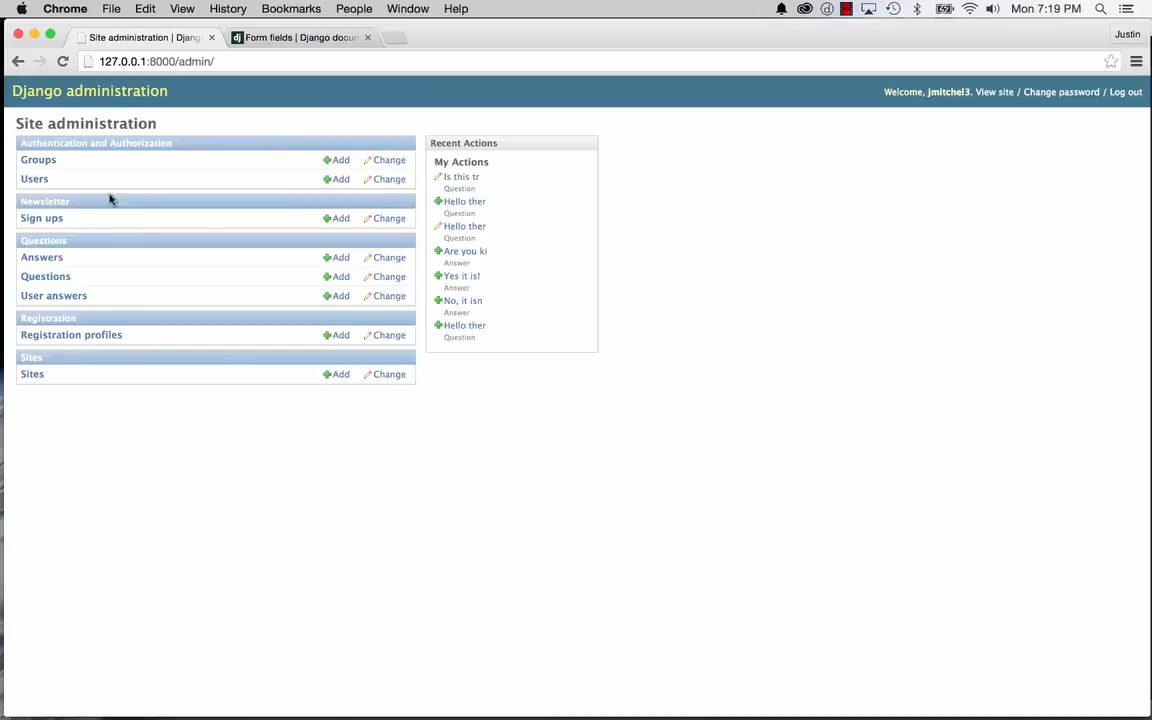 Chrome File Edit View History Bookmarks People Window Help Mon 7:19 PM
Site administration | Djang Form fields | Django docu Justin
127.0.0.1:8000/admin/
Django administration Welcome, jmitchel3. View site / Change password / Log out
Site administration
Authentication and Authorization
Groups Add Change
Users Add Change
Newsletter
Sign ups Add Change
Questions
Answers Add Change
Questions Add Change
User answers Add Change
Registration
Registration profiles Add Change
Sites
Sites Add Change
Recent Actions
My Actions
Is this tr
Question
Hello ther
Question
Hello ther
Question
Are you ki
Answer
Yes it is!
Answer
No, it isn
Answer
Hello ther
Question